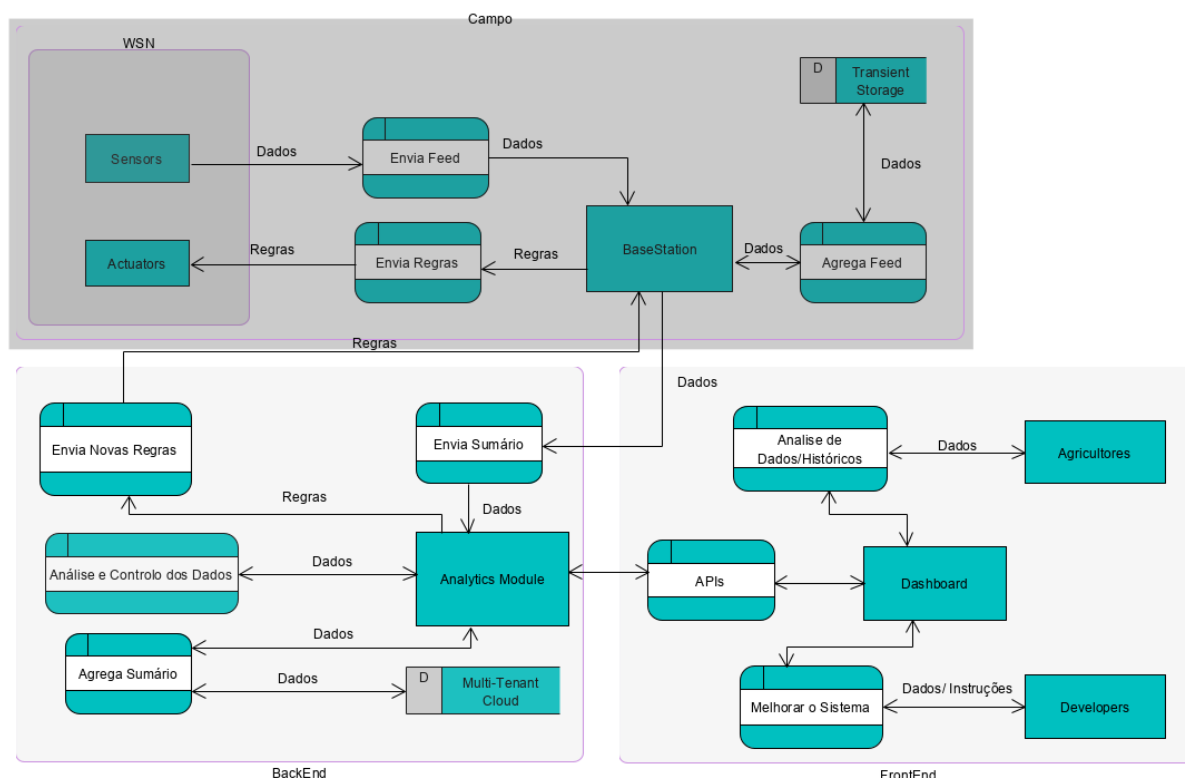 Campo
WSN
D
Transient
Storage
Sensors
Dados
Envia Feed
Dados
Dados
Actuators
Regras
Envia Regras
Regras
BaseStation
Dados
Agrega Feed
Regras
Dados
Envia Novas Regras
Envia Sumário
Regras
Dados
Análise e Controlo dos Dados
Dados
Analytics Module
Dados
Agrega Sumário
Dados
D
Multi-Tenant
Cloud
BackEnd
Analise de
Dados/Históricos
Dados
Agricultores
APIs
Dashboard
Melhorar o Sistema
Dados/ Instruções
Developers
FrontEnd